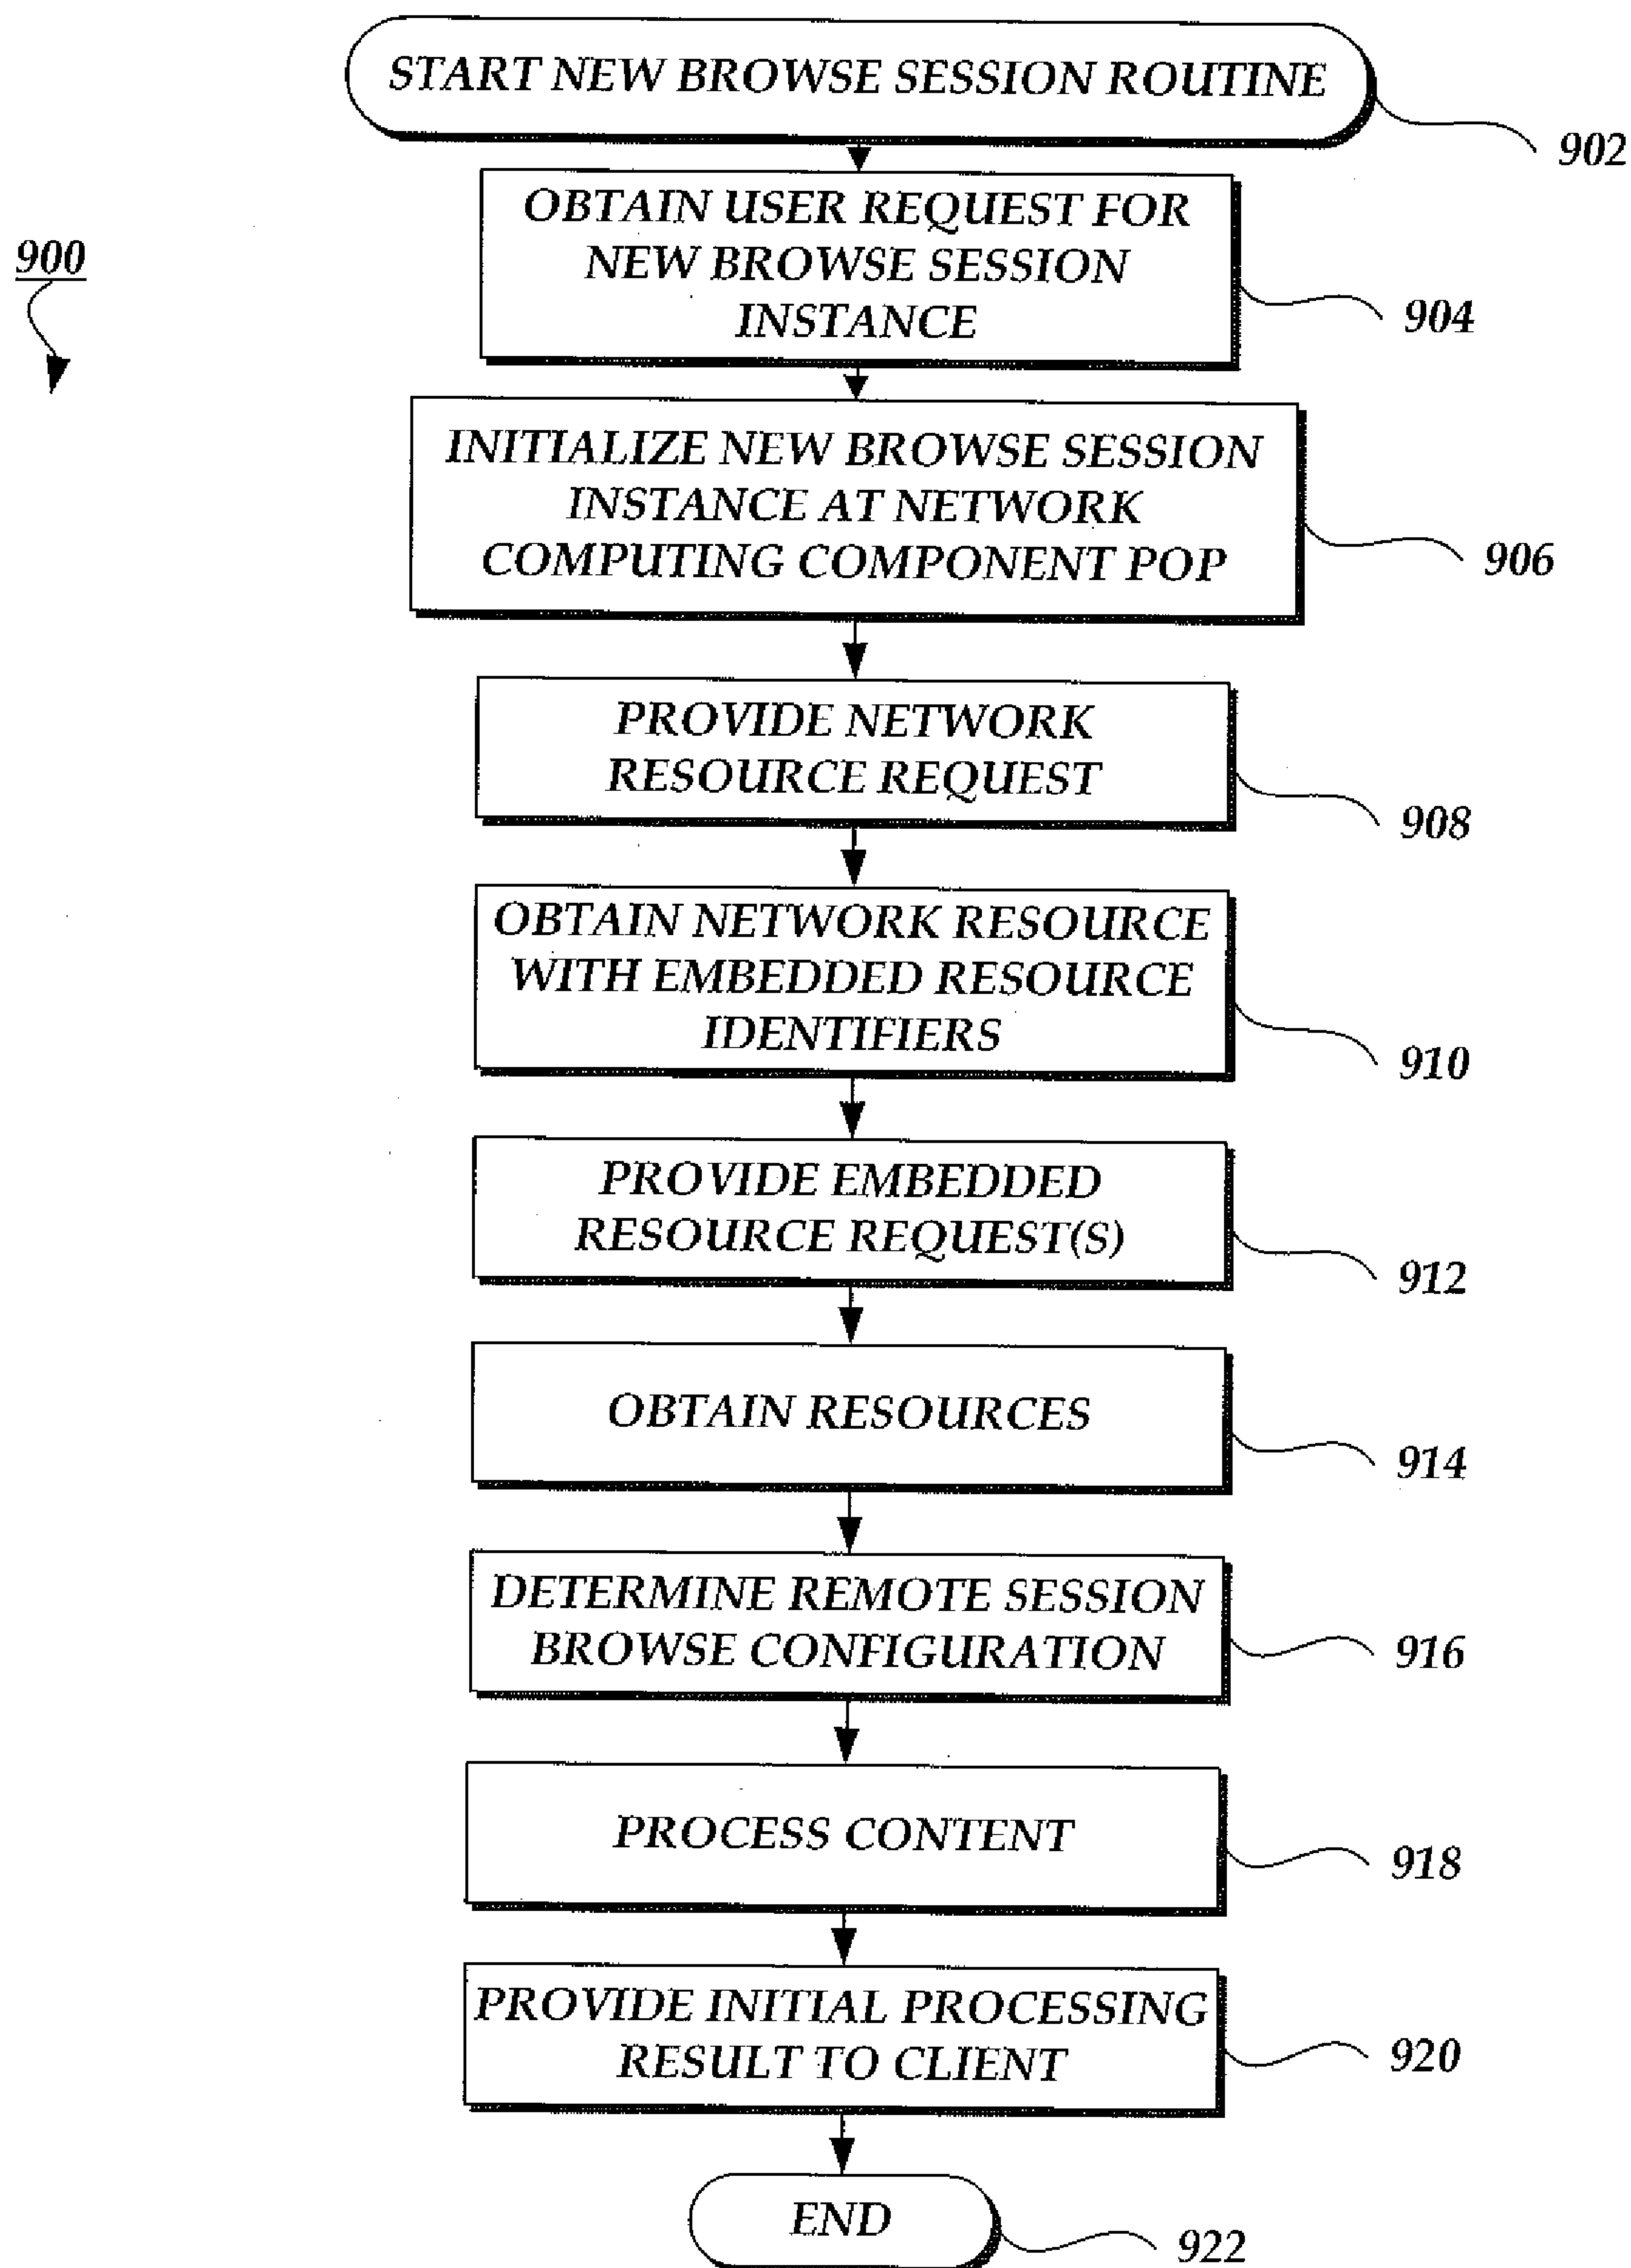 START NEW BROWSE SESSION ROUTINE
902
900
OBTAIN USER REQUEST FOR
NEW BROWSE SESSION
INSTANCE
904
INITIALIZE NEW BROWSE SESSION
INSTANCE AT NETWORK
COMPUTING COMPONENT POP
906
PROVIDE NETWORK
RESOURCE REQUEST
908
OBTAIN NETWORK RESOURCE
WITH EMBEDDED RESOURCE
IDENTIFIERS
910
PROVIDE EMBEDDED
RESOURCE REQUEST(S)
912
OBTAIN RESOURCES
914
DETERMINE REMOTE SESSION
BROWSE CONFIGURATION
916
PROCESS CONTENT
918
PROVIDE INITIAL PROCESSING
RESULT TO CLIENT
920
END
922